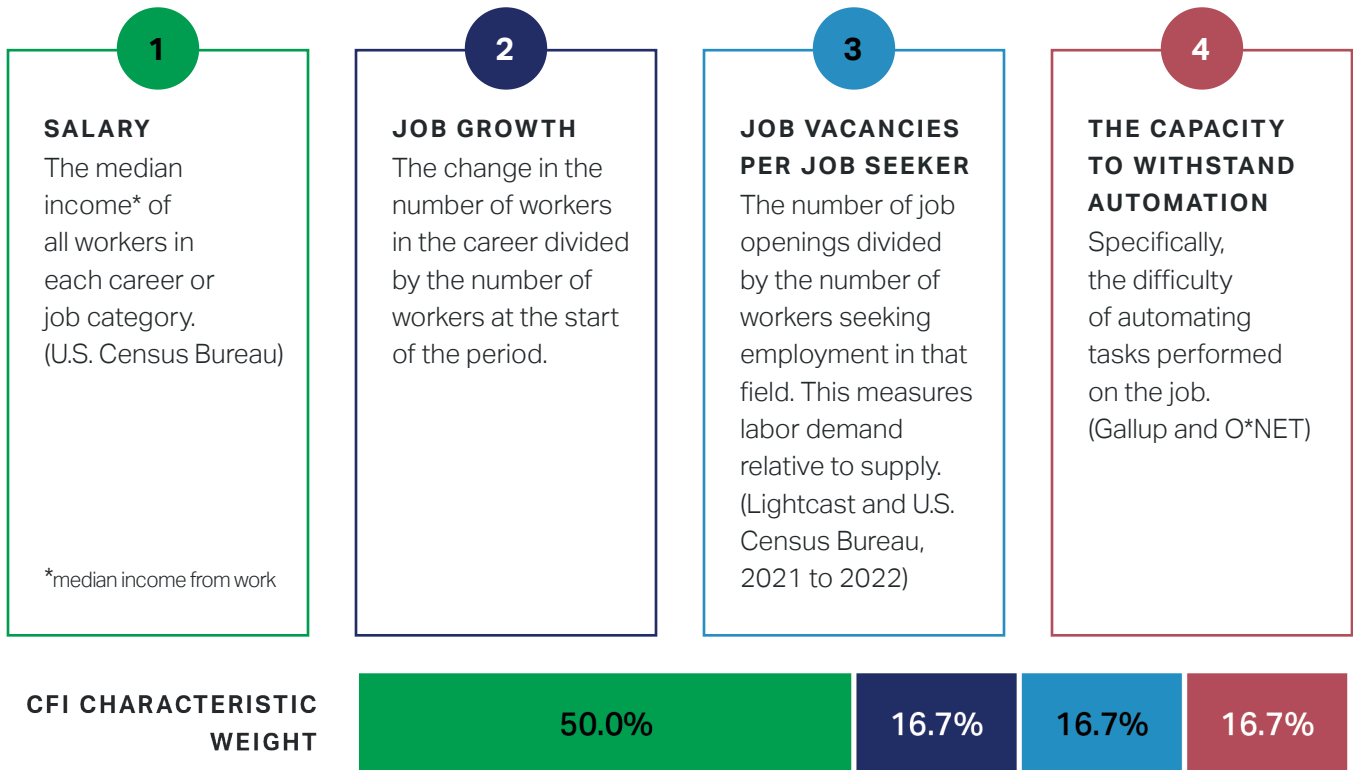 1
SALARY
The median
income* of
all workers in
each career or
job category.
(U.S. Census Bureau)
*median income from work
2
JOB GROWTH
The change in the
number of workers
in the career divided
by the number of
workers at the start
of the period.
3
JOB VACANCIES
PER JOB SEEKER
The number of job
openings divided
by the number of
workers seeking
employment in that
field. This measures
labor demand
relative to supply.
(Lightcast and U.S.
Census Bureau,
2021 to 2022)
4
THE CAPACITY
TO WITHSTAND
AUTOMATION
Specifically,
the difficulty
of automating
tasks performed
on the job.
(Gallup and O*NET)
CFI CHARACTERISTIC
WEIGHT
50.0%
16.7%
16.7%
16.7%